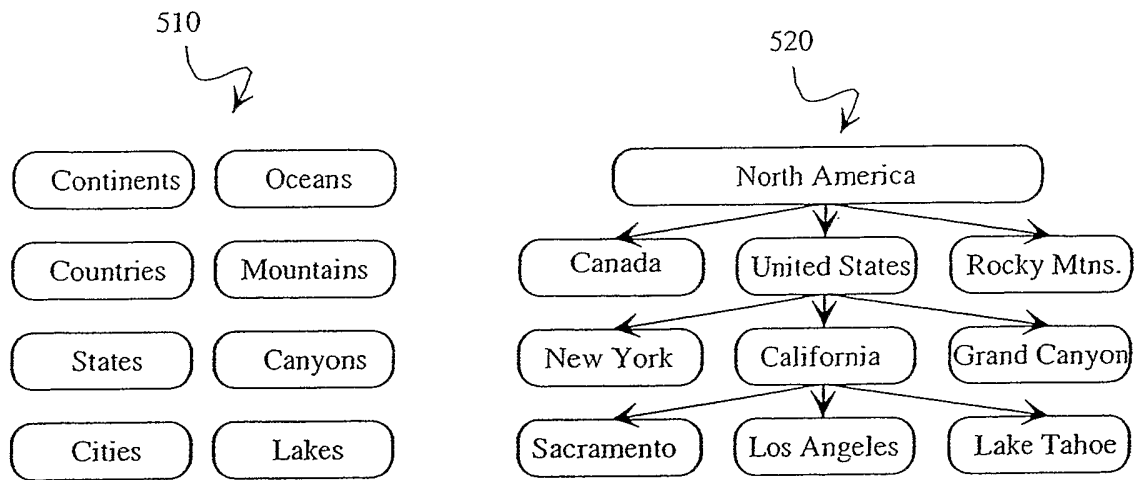 510
Continents
Oceans
Countries
Mountains
States
Canyons
Cities
Lakes
520
North America
Canada
United States
Rocky Mtns.
New York
California
Grand Canyon
Sacramento
Los Angeles
Lake Tahoe